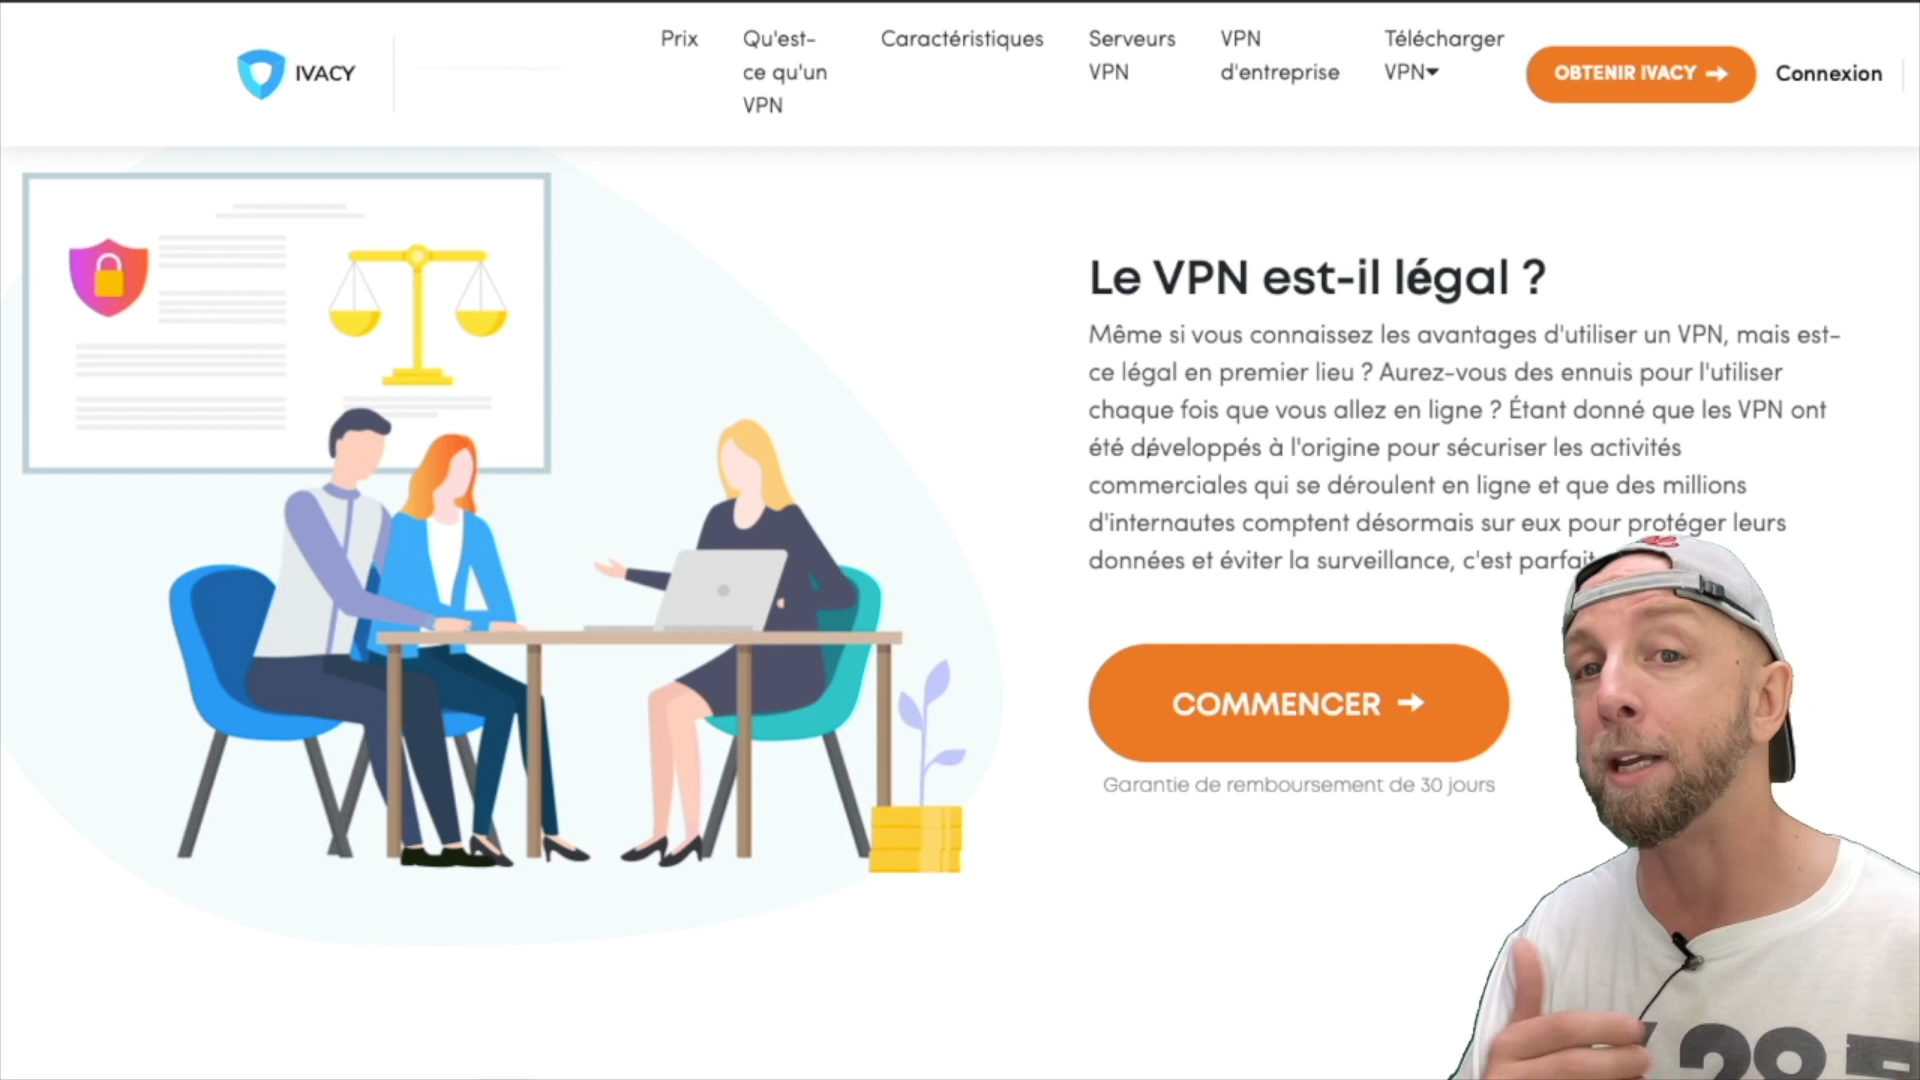 IVACY
Prix
Qu'est-
ce qu'un
VPN
Caractéristiques
Serveurs
VPN
VPN
d'entreprise
Télécharger
VPN
OBTENIR IVACY
Connexion
Le VPN est-il légal ?
Même si vous connaissez les avantages d'utiliser un VPN, mais est-
ce légal en premier lieu ? Aurez-vous des ennuis pour l'utiliser
chaque fois que vous allez en ligne ? Étant donné que les VPN ont
été développés à l'origine pour sécuriser les activités
commerciales qui se déroulent en ligne et que des millions
d'internautes comptent désormais sur eux pour protéger leurs
données et éviter la surveillance, c'est
COMMENCER
Garantie de remboursement de 30 jours